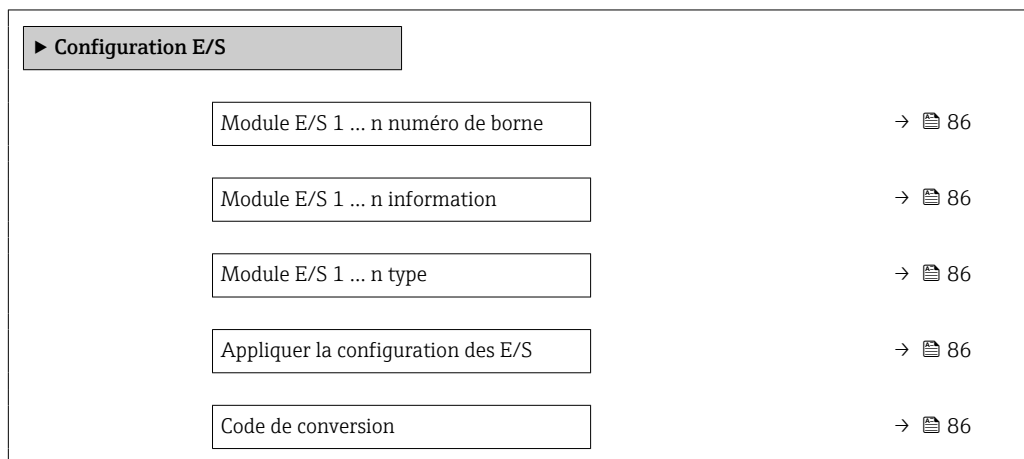 ▶ Configuration E/S
Module E/S 1 … n numéro de borne → 86
Module E/S 1 … n information → 86
Module E/S 1 … n type → 86
Appliquer la configuration des E/S → 86
Code de conversion → 86